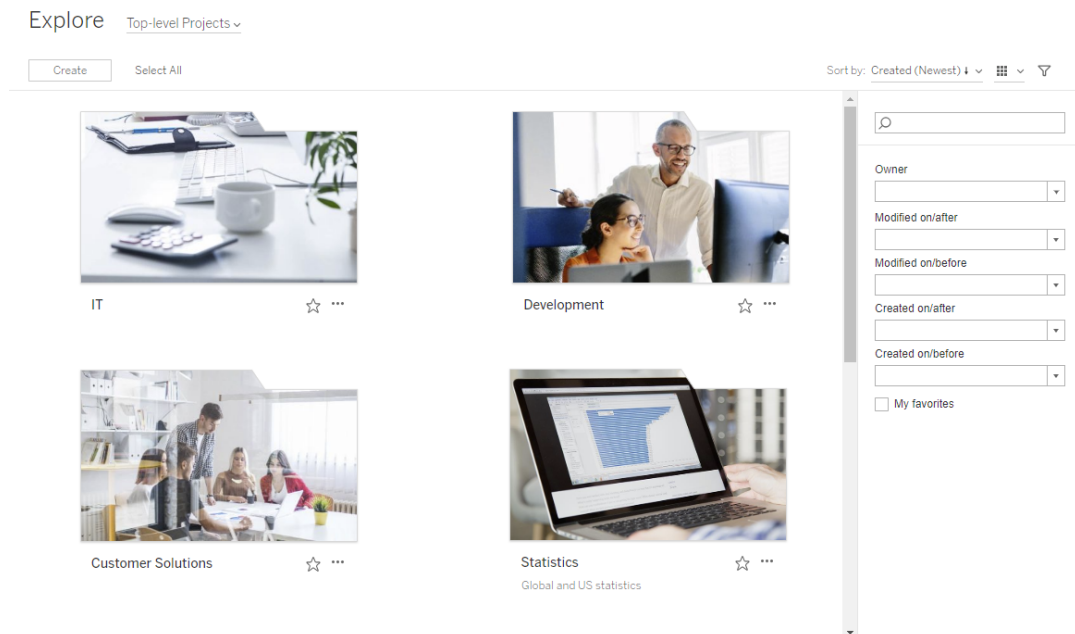 Explore
Top-level Projects
Create
Select All
Sort by: Created (Newest)
Owner
Modified on/after
Modified on/before
Created on/after
Created on/before
My favorites
IT
Development
Customer Solutions
Statistics
Global and US statistics